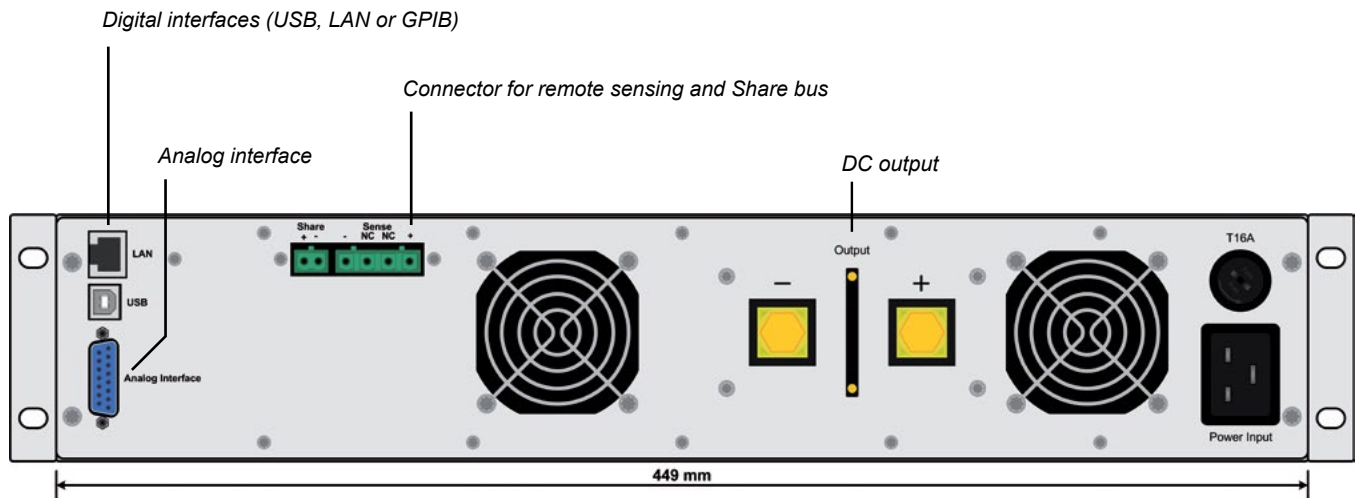 Digital interfaces (USB, LAN or GPIB)
Connector for remote sensing and Share bus
Analog interface
DC output
Share
+ -
Sense
- NC NC +
LAN
USB
Analog Interface
Output
- +
T16A
Power Input
449 mm